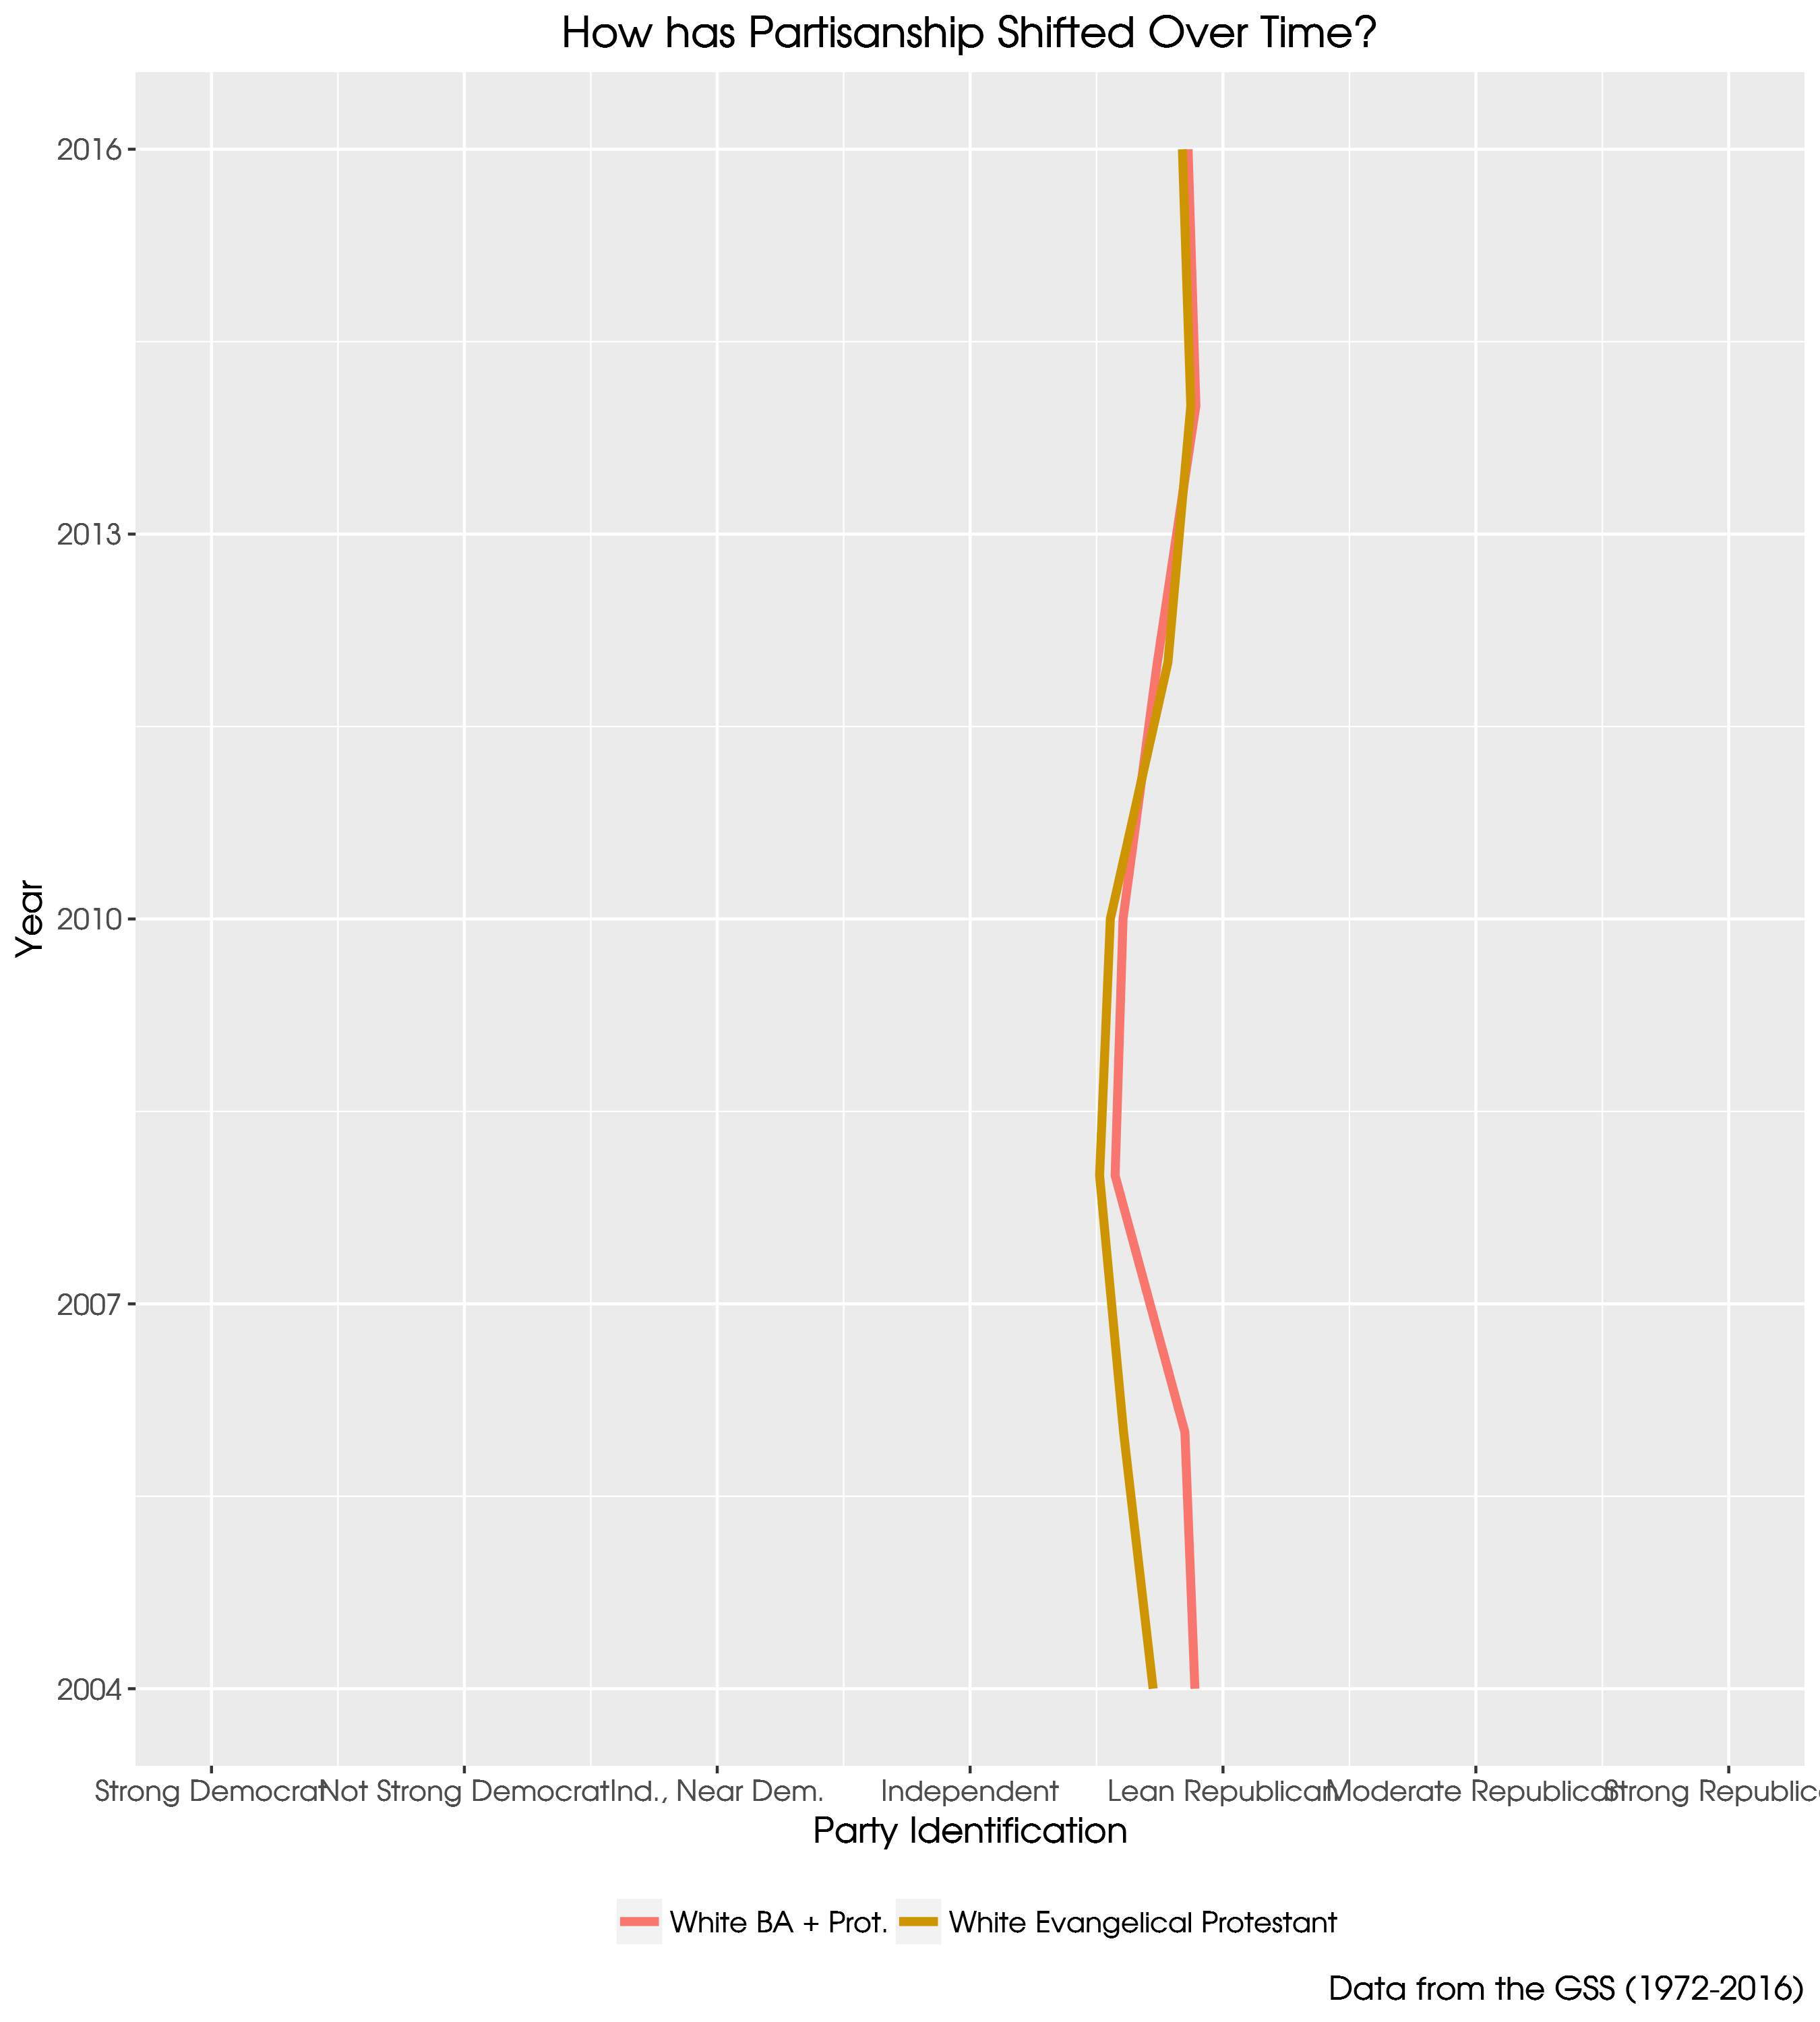 How has Partisanship Shifted Over Time?
2016
2013
2010
2007
2004
Year
Strong Democrat Not Strong Democrat Ind., Near Dem. Independent Lean Republican Moderate Republican Strong Republic
Party Identification
White BA + Prot. White Evangelical Protestant
Data from the GSS (1972-2016)